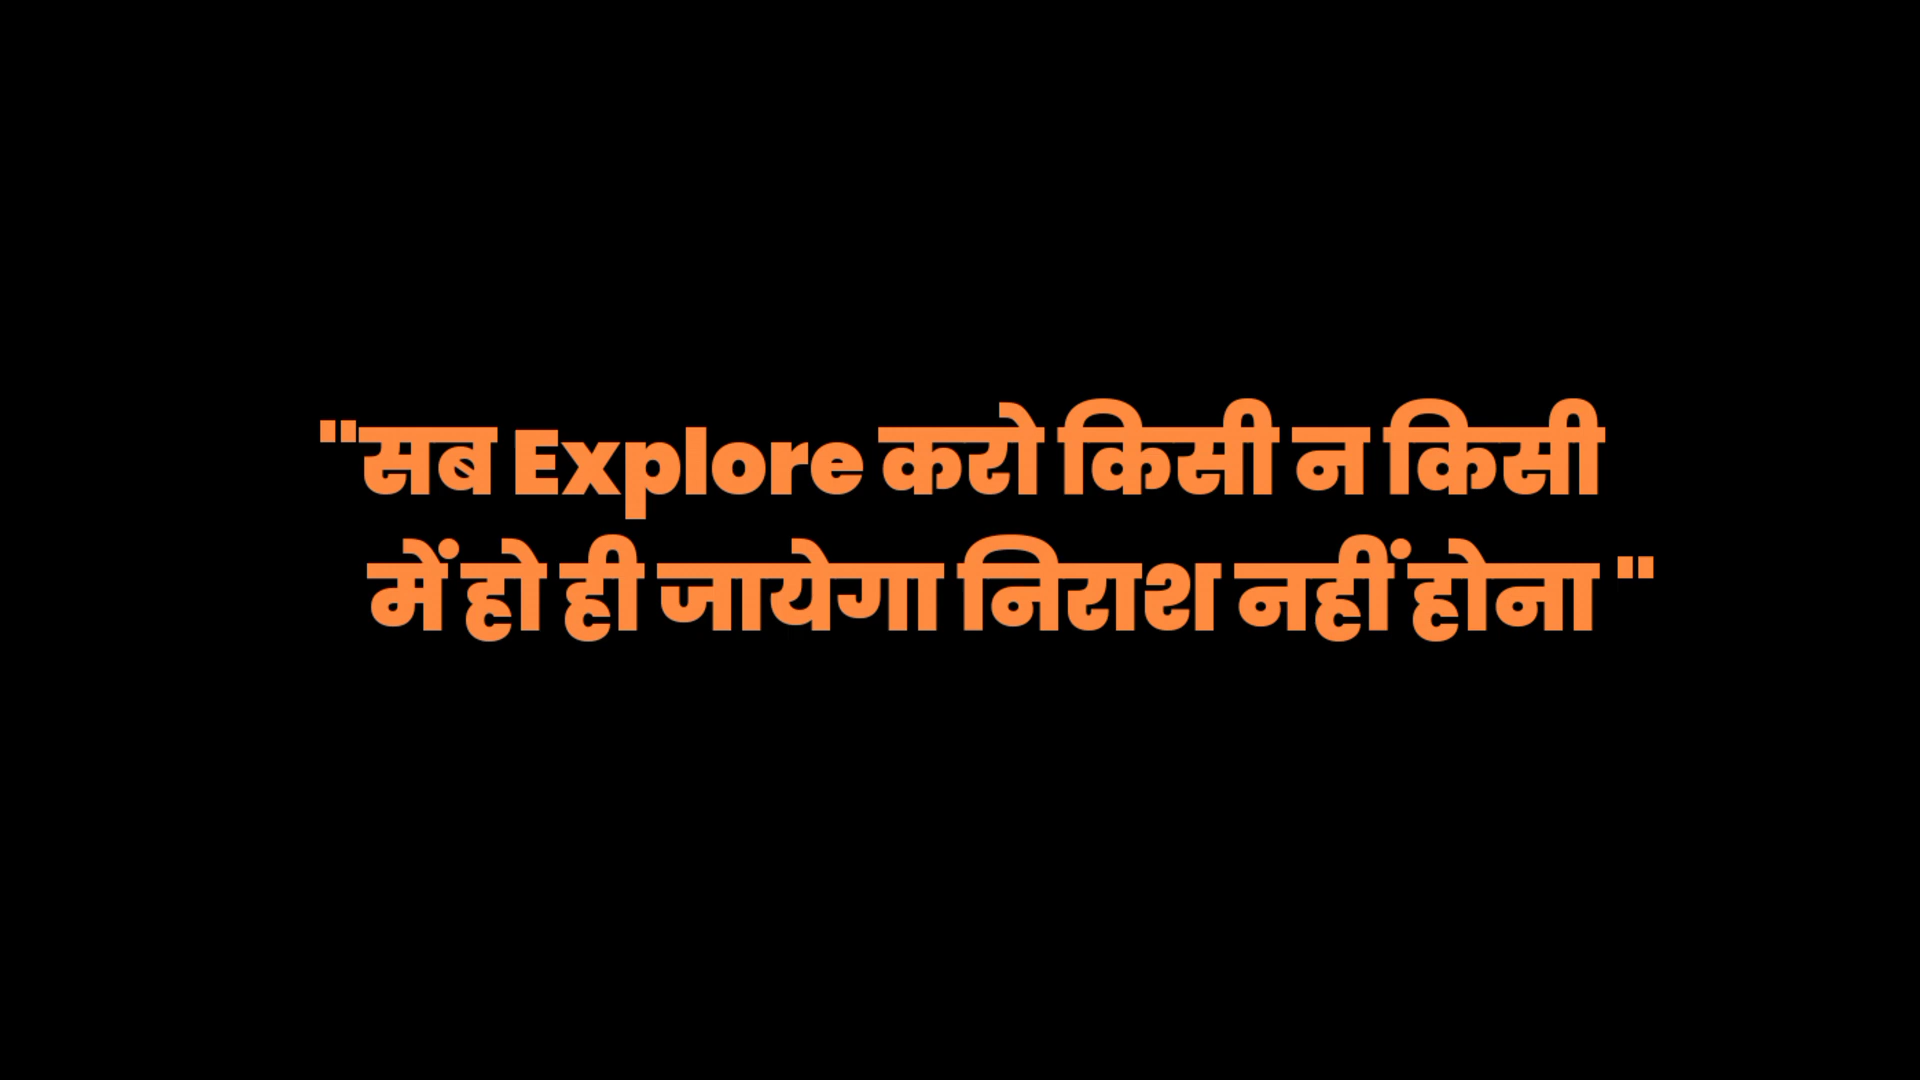 "सब Explore करो किसी न किसी
में हो ही जायेगा निराश नहीं होना "